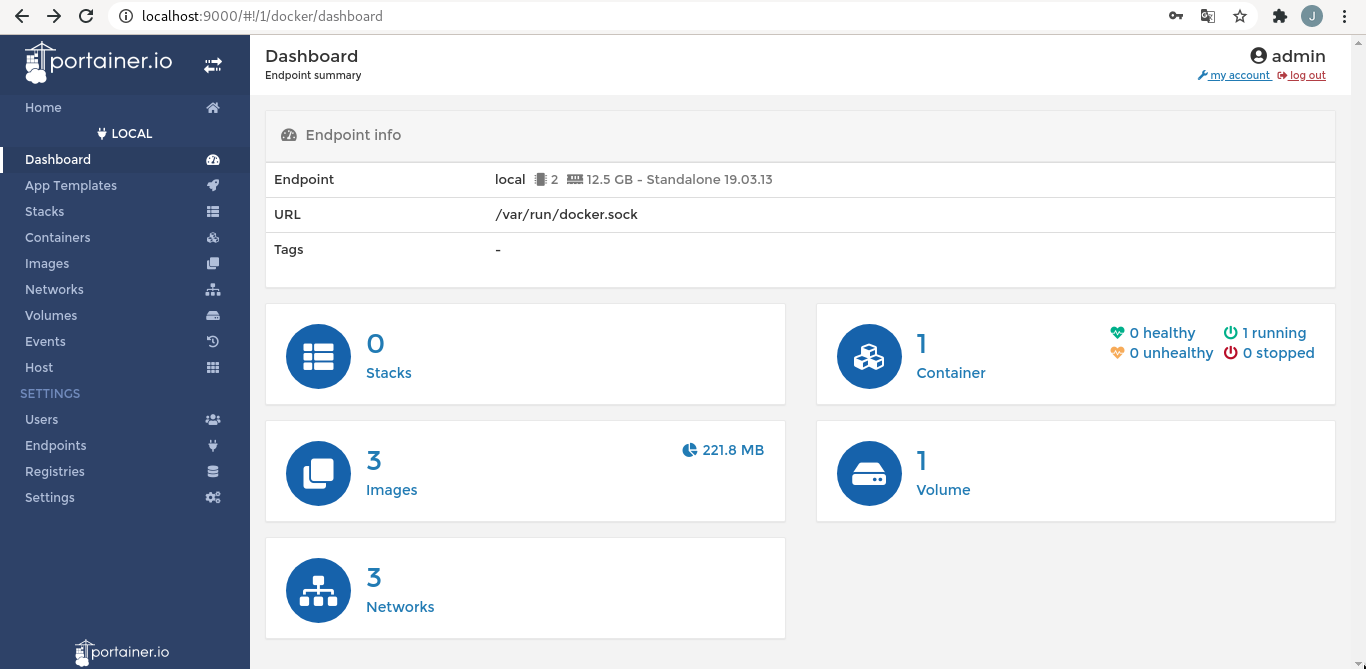 localhost:9000/#!/1/docker/dashboard
J
portainer.io
Home
LOCAL
Dashboard
App Templates
Stacks
Containers
Images
Networks
Volumes
Events
Host
SETTINGS
Users
Endpoints
Registries
Settings
portainer.io
Dashboard
Endpoint summary
admin
my account log out
Endpoint info
Endpoint local 2 12.5 GB - Standalone 19.03.13
URL /var/run/docker.sock
Tags -
0
Stacks
1
Container
0 healthy 1 running
0 unhealthy 0 stopped
3
Images
221.8 MB
1
Volume
3
Networks